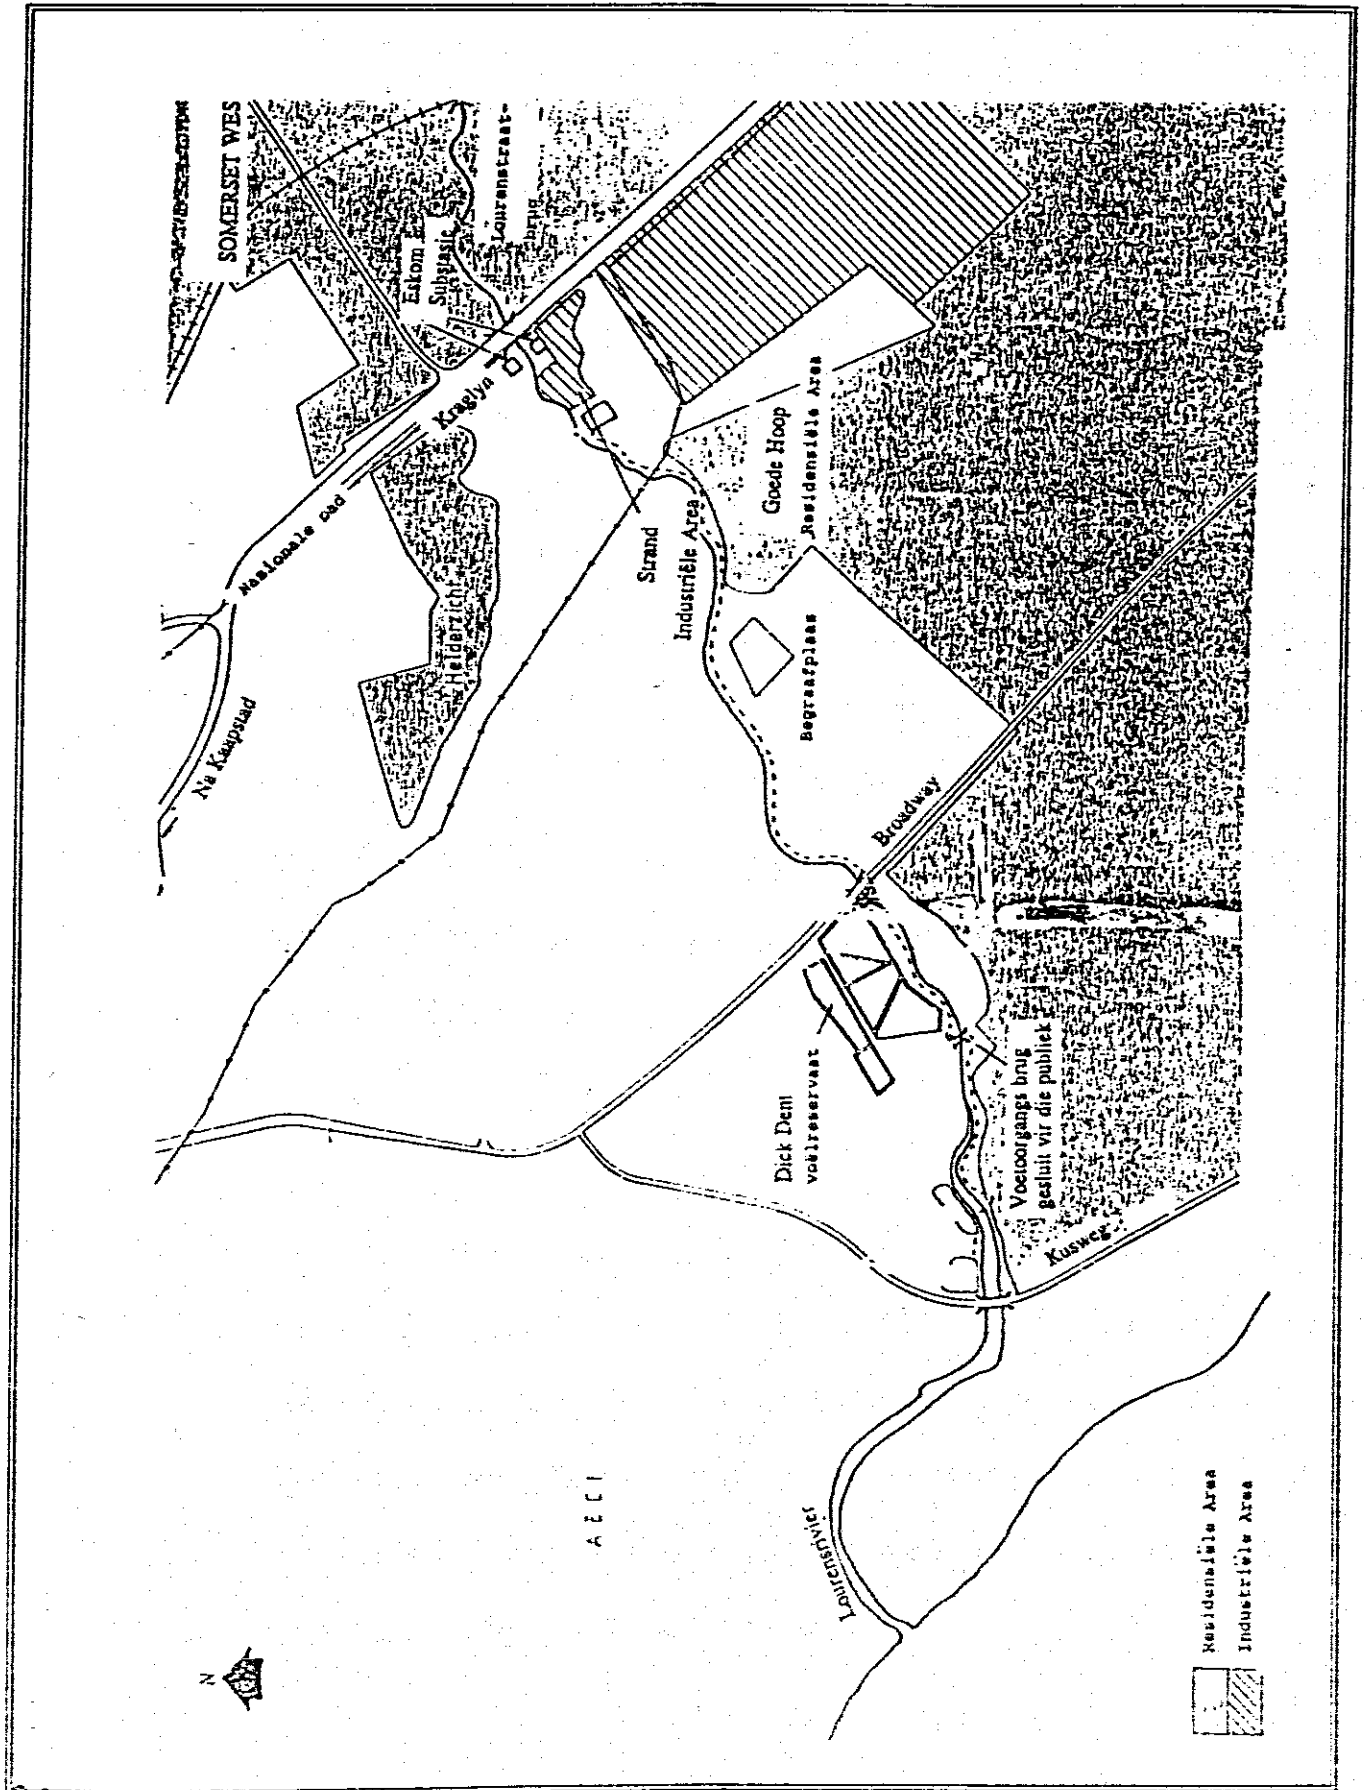 N
SOMERSET WES
Eskom
Substasie
Lourenstraat-
brug
Na Kaapstad
Nasionale pad
Kraglyn
Helderzicht
Strand
Industriële Area
Goede Hoop
Residensiële Area
Begraafplaas
Broadway
A E C I
Dick Dent
voëlreservaat
Voetoorgangs brug
gesluit vir die publiek
Kusweg
Lourensrivier
Residensiële Area
Industriële Area